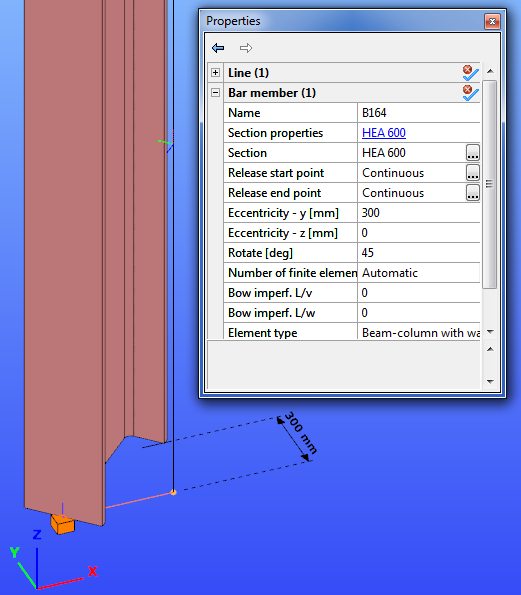 Properties
Line (1)
Bar member (1)
Name B164
Section properties HEA 600
Section HEA 600 ...
Release start point Continuous ...
Release end point Continuous ...
Eccentricity - y [mm] 300
Eccentricity - z [mm] 0
Rotate [deg] 45
Number of finite elemen Automatic
Bow imperf. L/v 0
Bow imperf. L/w 0
Element type Beam-column with wa
300 mm
Z
Y
X